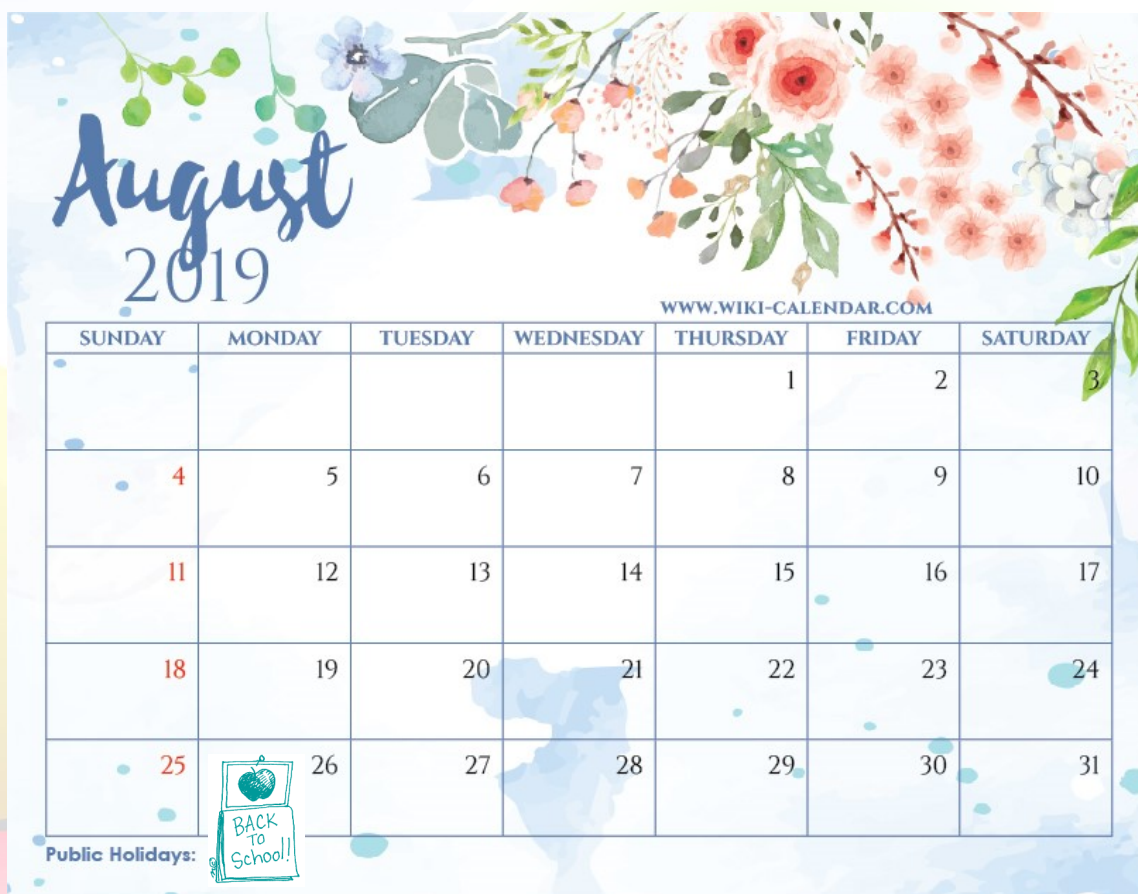 August
2019
WWW.WIKI-CALENDAR.COM
SUNDAY MONDAY TUESDAY WEDNESDAY THURSDAY FRIDAY SATURDAY
1 2 3
4 5 6 7 8 9 10
11 12 13 14 15 16 17
18 19 20 21 22 23 24
25 26 27 28 29 30 31
BACK
TO
School!
Public Holidays: